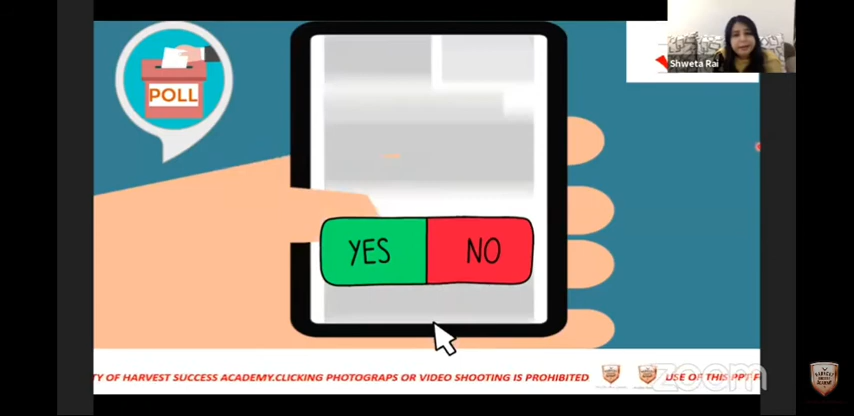 Shweta Rai
POLL
YES NO
TY OF HARVEST SUCCESS ACADEMY.CLICKING PHOTOGRAPS OR VIDEO SHOOTING IS PROHIBITED USE OF THIS PPT F
zoom